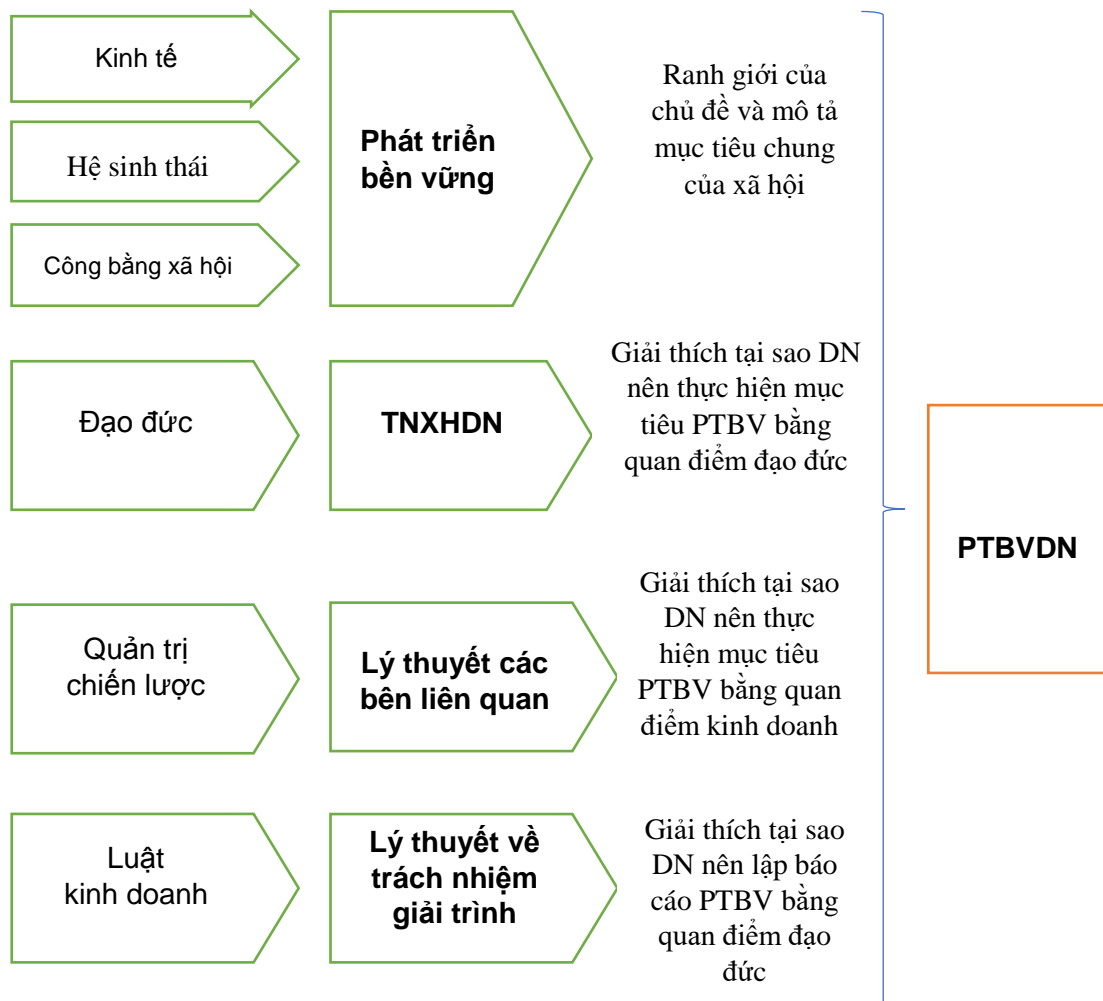 Kinh tế
Hệ sinh thái
Công bằng xã hội
Phát triển
bền vững
Ranh giới của
chủ đề và mô tả
mục tiêu chung
của xã hội
Đạo đức
TNXHDN
Giải thích tại sao DN
nên thực hiện mục
tiêu PTBV bằng
quan điểm đạo đức
Quản trị
chiến lược
Lý thuyết các
bên liên quan
Giải thích tại sao
DN nên thực
hiện mục tiêu
PTBV bằng quan
điểm kinh doanh
Luật
kinh doanh
Lý thuyết về
trách nhiệm
giải trình
Giải thích tại sao
DN nên lập báo
cáo PTBV bằng
quan điểm đạo
đức
PTBVDN